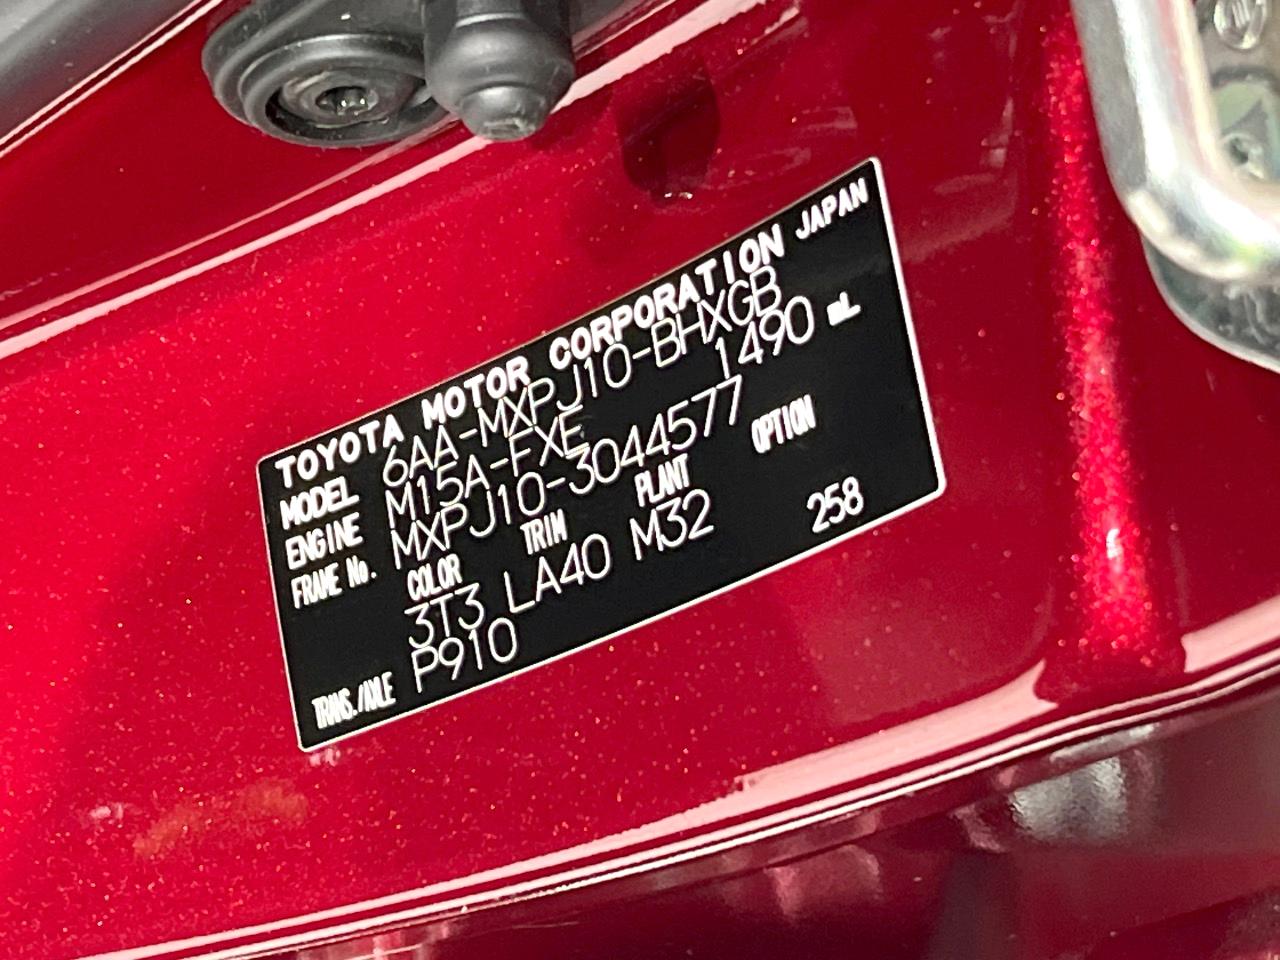 TOYOTA MOTOR CORPORATION JAPAN
MODEL 6AA-MXPJ10-BHXGB
ENGINE M15A-FXE 1490 mL
FRAME No. MXPJ10-3044577
COLOR TRIM PLANT OPTION
3T3 LA40 M32 258
TRANS./AXLE P910